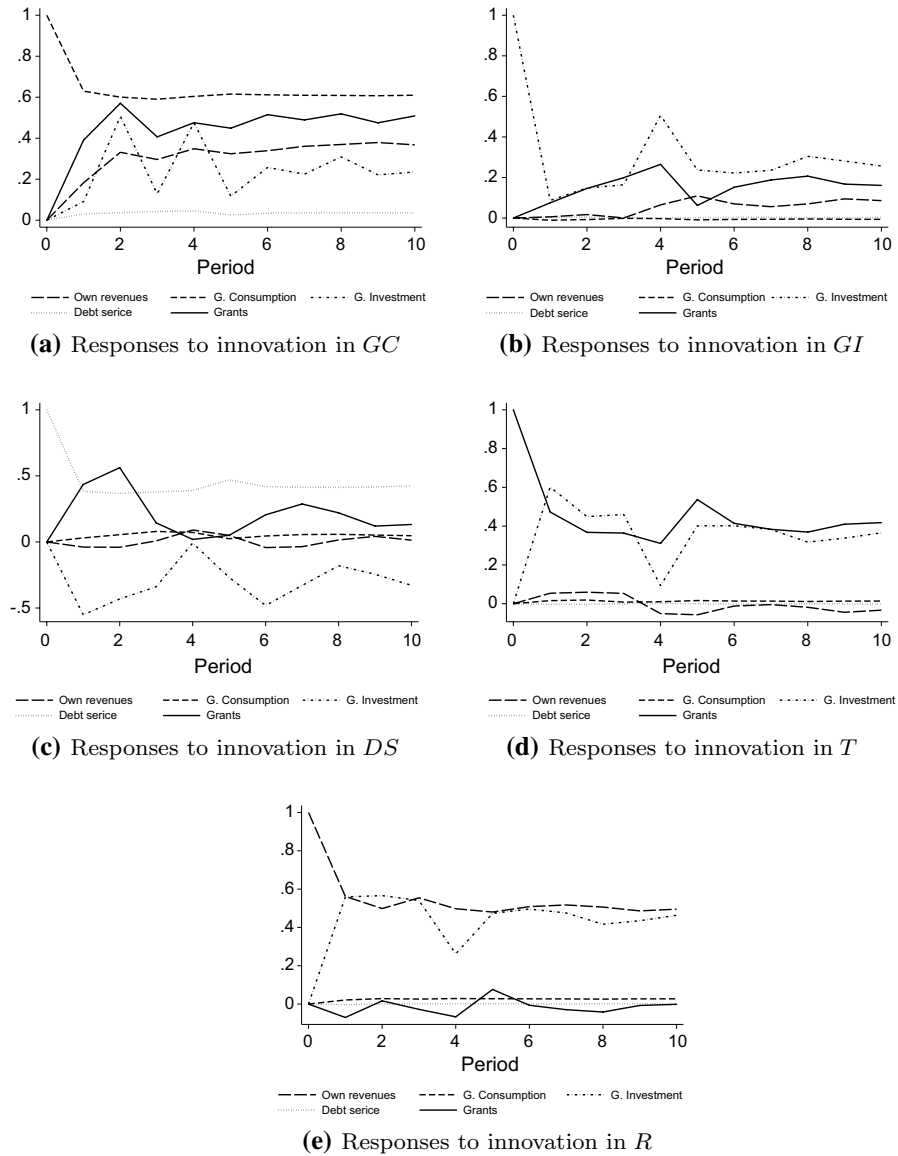 1
.8
.6
.4
.2
0
0 2 4 6 8 10
Period
Own revenues G. Consumption G. Investment
Debt serice Grants
(a) Responses to innovation in GC
1
.8
.6
.4
.2
0
0 2 4 6 8 10
Period
Own revenues G. Consumption G. Investment
Debt serice Grants
(b) Responses to innovation in GI
1
.5
0
-.5
0 2 4 6 8 10
Period
Own revenues G. Consumption G. Investment
Debt serice Grants
(c) Responses to innovation in DS
1
.8
.6
.4
.2
0
0 2 4 6 8 10
Period
Own revenues G. Consumption G. Investment
Debt serice Grants
(d) Responses to innovation in T
1
.8
.6
.4
.2
0
0 2 4 6 8 10
Period
Own revenues G. Consumption G. Investment
Debt serice Grants
(e) Responses to innovation in R